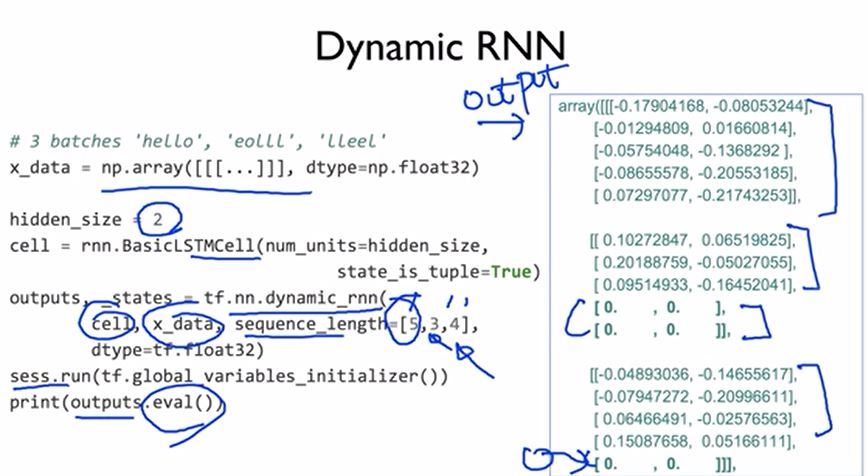 Dynamic RNN
output
# 3 batches 'hello', 'eolll', 'lleel'
x_data = np.array([[[...]]], dtype=np.float32)
hidden_size = 2
cell = rnn.BasicLSTMCell(num_units=hidden_size,
state_is_tuple=True)
outputs, _states = tf.nn.dynamic_rnn(
cell, x_data, sequence_length=[5,3,4],
dtype=tf.float32)
sess.run(tf.global_variables_initializer())
print(outputs.eval())
array([[[-0.17904168, -0.08053244],
[-0.01294809, 0.01660814],
[-0.05754048, -0.1368292 ],
[-0.08655578, -0.20553185],
[ 0.07297077, -0.21743253]],
[[ 0.10272847, 0.06519825],
[ 0.20188759, -0.05027055],
[ 0.09514933, -0.16452041],
[ 0. , 0. ],
[ 0. , 0. ]],
[[-0.04893036, -0.14655617],
[-0.07947272, -0.20996611],
[ 0.06466491, -0.02576563],
[ 0.15087658, 0.05166111],
[ 0. , 0. ]]],